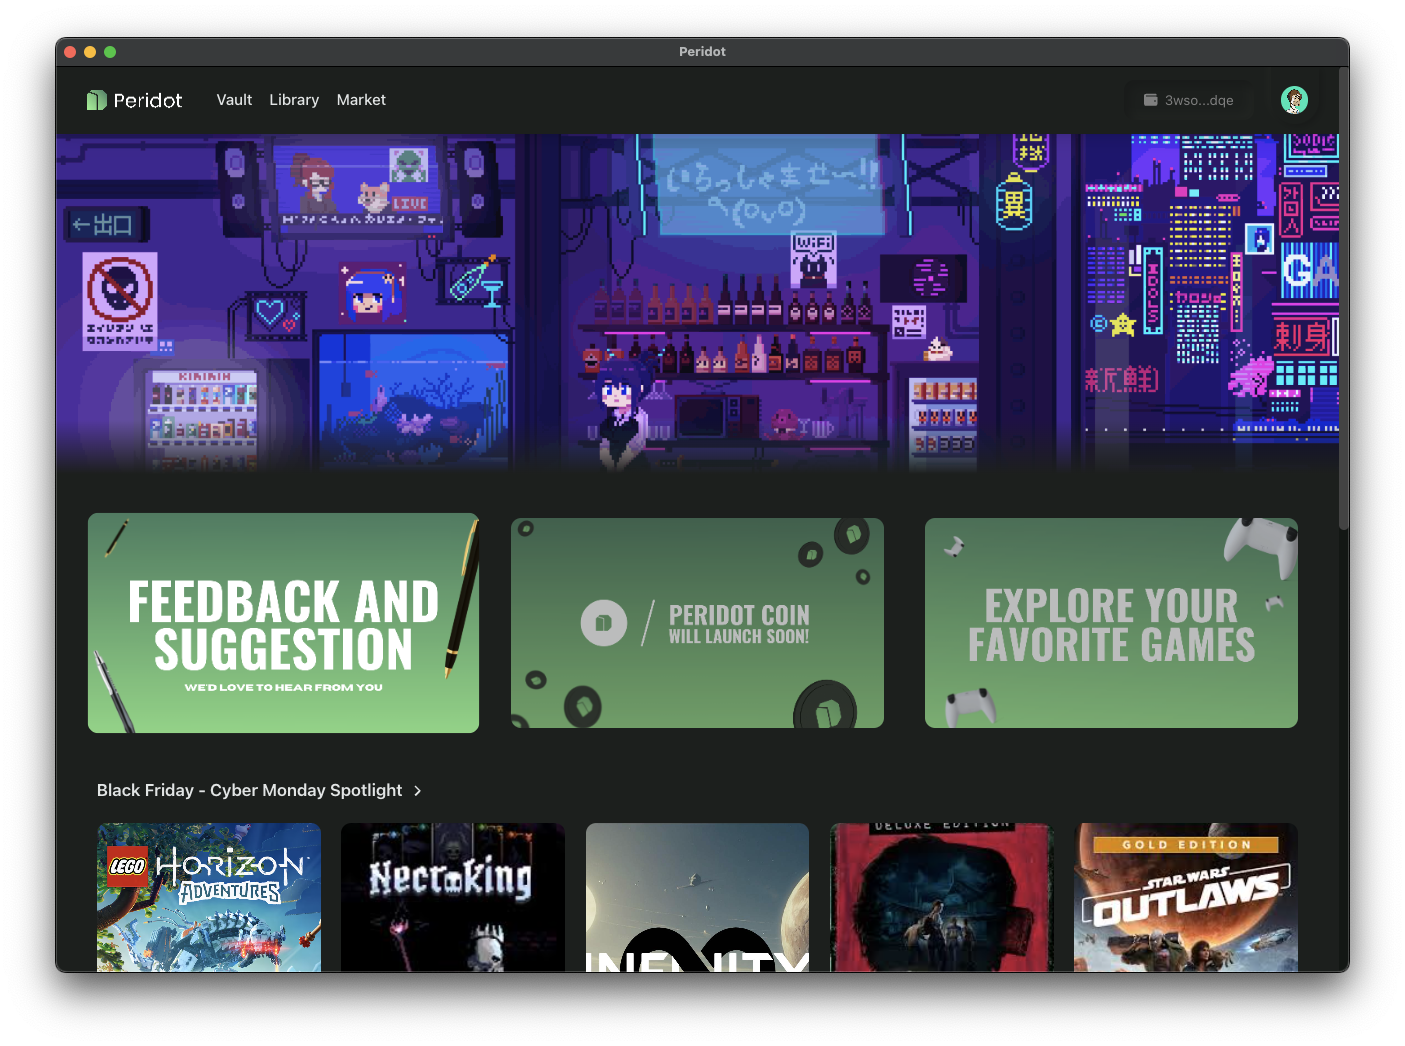 Peridot
Peridot
Vault
Library
Market
3wso...dqe
LIVE
←出口
いらっしゃませ〜!!
WiFi
IDOLS
GA
刺身
新鮮
FEEDBACK AND
SUGGESTION
WE'D LOVE TO HEAR FROM YOU
PERIDOT COIN
WILL LAUNCH SOON!
EXPLORE YOUR
FAVORITE GAMES
Black Friday - Cyber Monday Spotlight
LEGO
HORIZON
ADVENTURES
Necroking
INFINITY
DELUXE EDITION
GOLD EDITION
STAR WARS
OUTLAWS